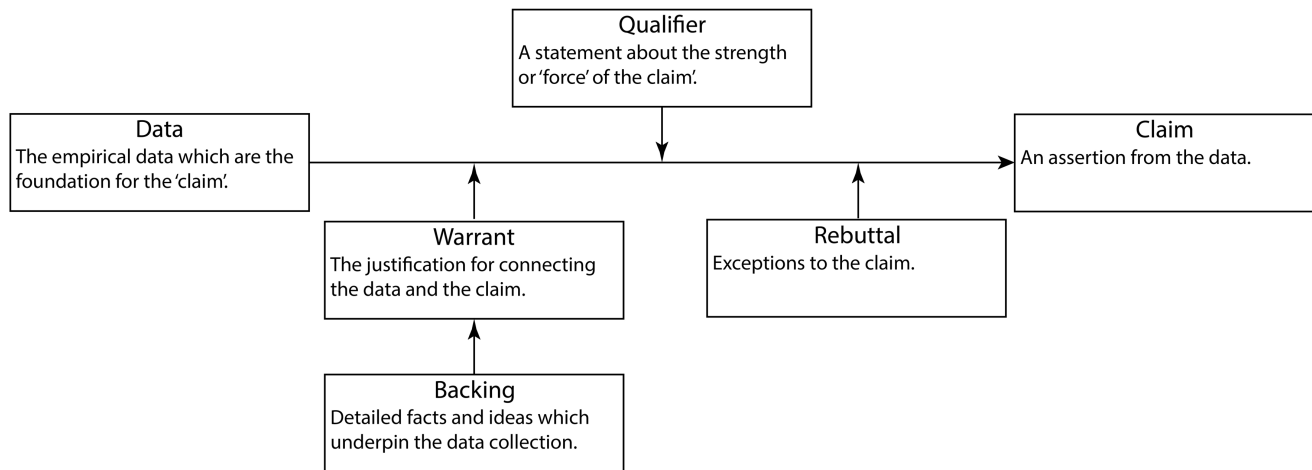 Qualifier
A statement about the strength
or ‘force’ of the claim’.
Data
The empirical data which are the
foundation for the ‘claim’.
Claim
An assertion from the data.
Warrant
The justification for connecting
the data and the claim.
Rebuttal
Exceptions to the claim.
Backing
Detailed facts and ideas which
underpin the data collection.